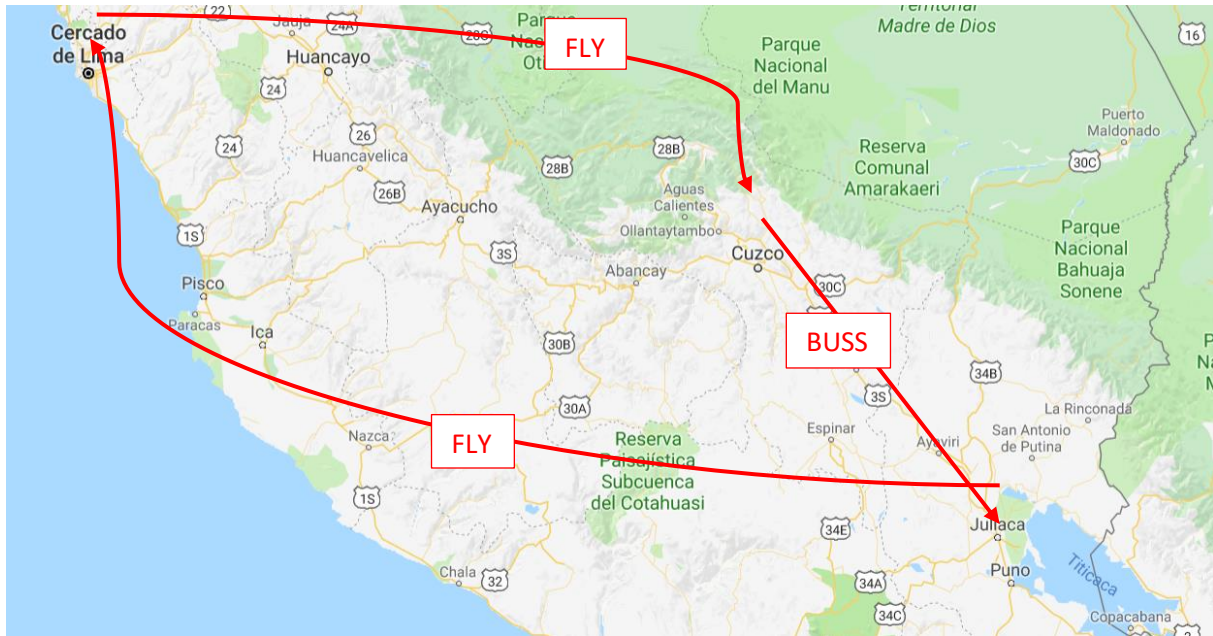 Cercado
de Lima
22
24A
Jauja
Huancayo
24
24
26
Huancavelica
26B
Ayacucho
28C
Parque
Na
Oti
FLY
Parque
Nacional
del Manu
Territorial
Madre de Dios
16
Puerto
Maldonado
30C
Reserva
Comunal
Amarakaeri
28B
28B
Aguas
Calientes
Ollantaytambo
Cuzco
Parque
Nacional
Bahuaja
Sonene
1S
3S
Abancay
30C
Pisco
Paracas
Ica
30B
BUSS
34B
3S
30A
La Rinconada
Nazca
FLY
Reserva
Paisajística
Subcuenca
del Cotahuasi
Espinar
Ayaviri
San Antonio
de Putina
1S
34E
Juliaca
Chala
32
34A
Puno
Titicaca
34C
Copacabana